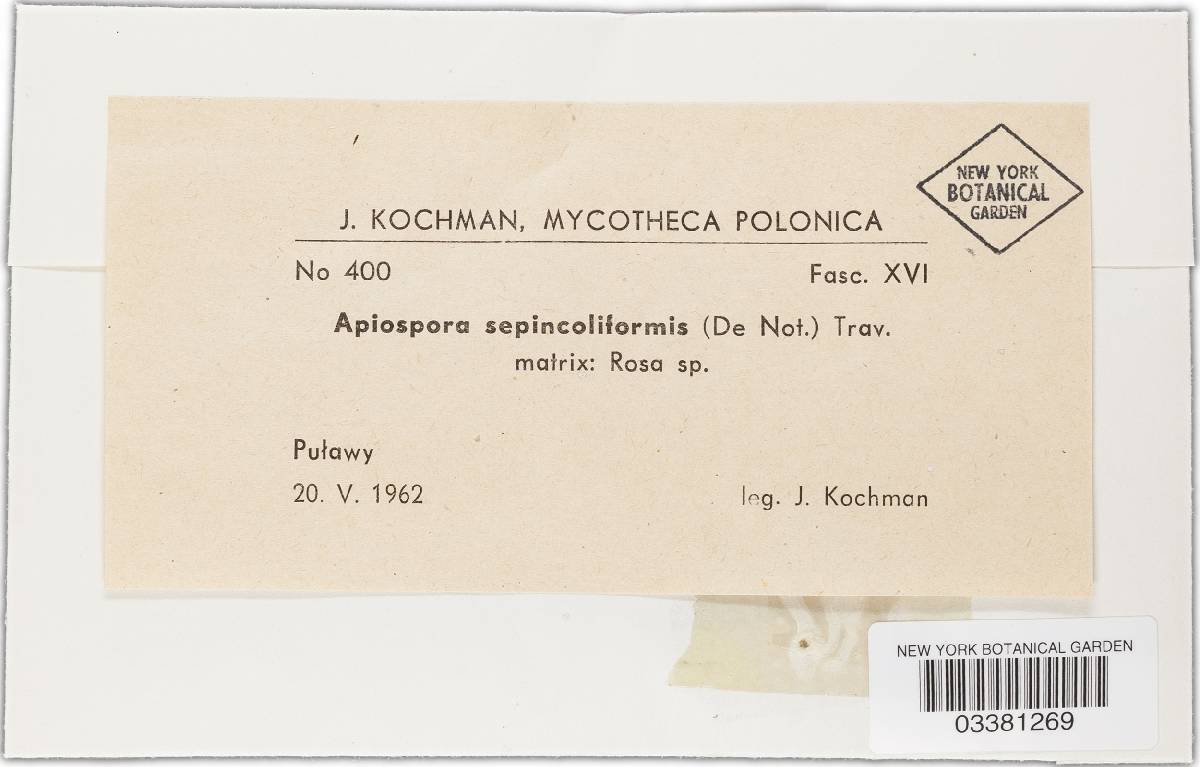 NEW YORK
BOTANICAL
GARDEN
J. KOCHMAN, MYCOTHECA POLONICA
No 400 Fasc. XVI
Apiospora sepincoliformis (De Not.) Trav.
matrix: Rosa sp.
Puławy
20. V. 1962 leg. J. Kochman
NEW YORK BOTANICAL GARDEN
03381269